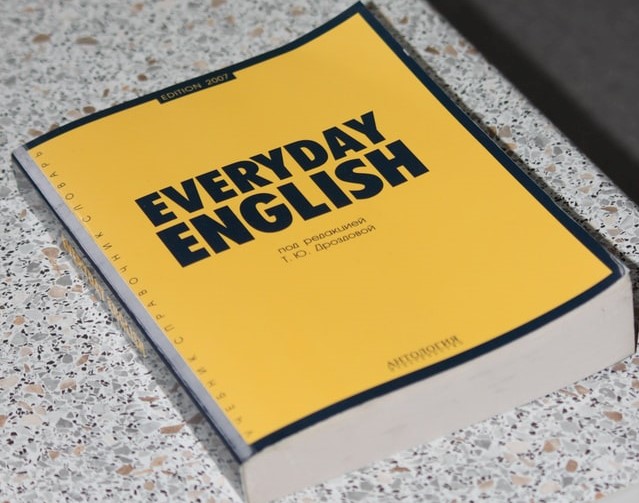 EDITION 2007
EVERYDAY
ENGLISH
под редакцией
Т. Ю. Дроздовой
АНТОЛОГИЯ
УЧЕБНИК СПРАВОЧНИК СЛОВАРЬ